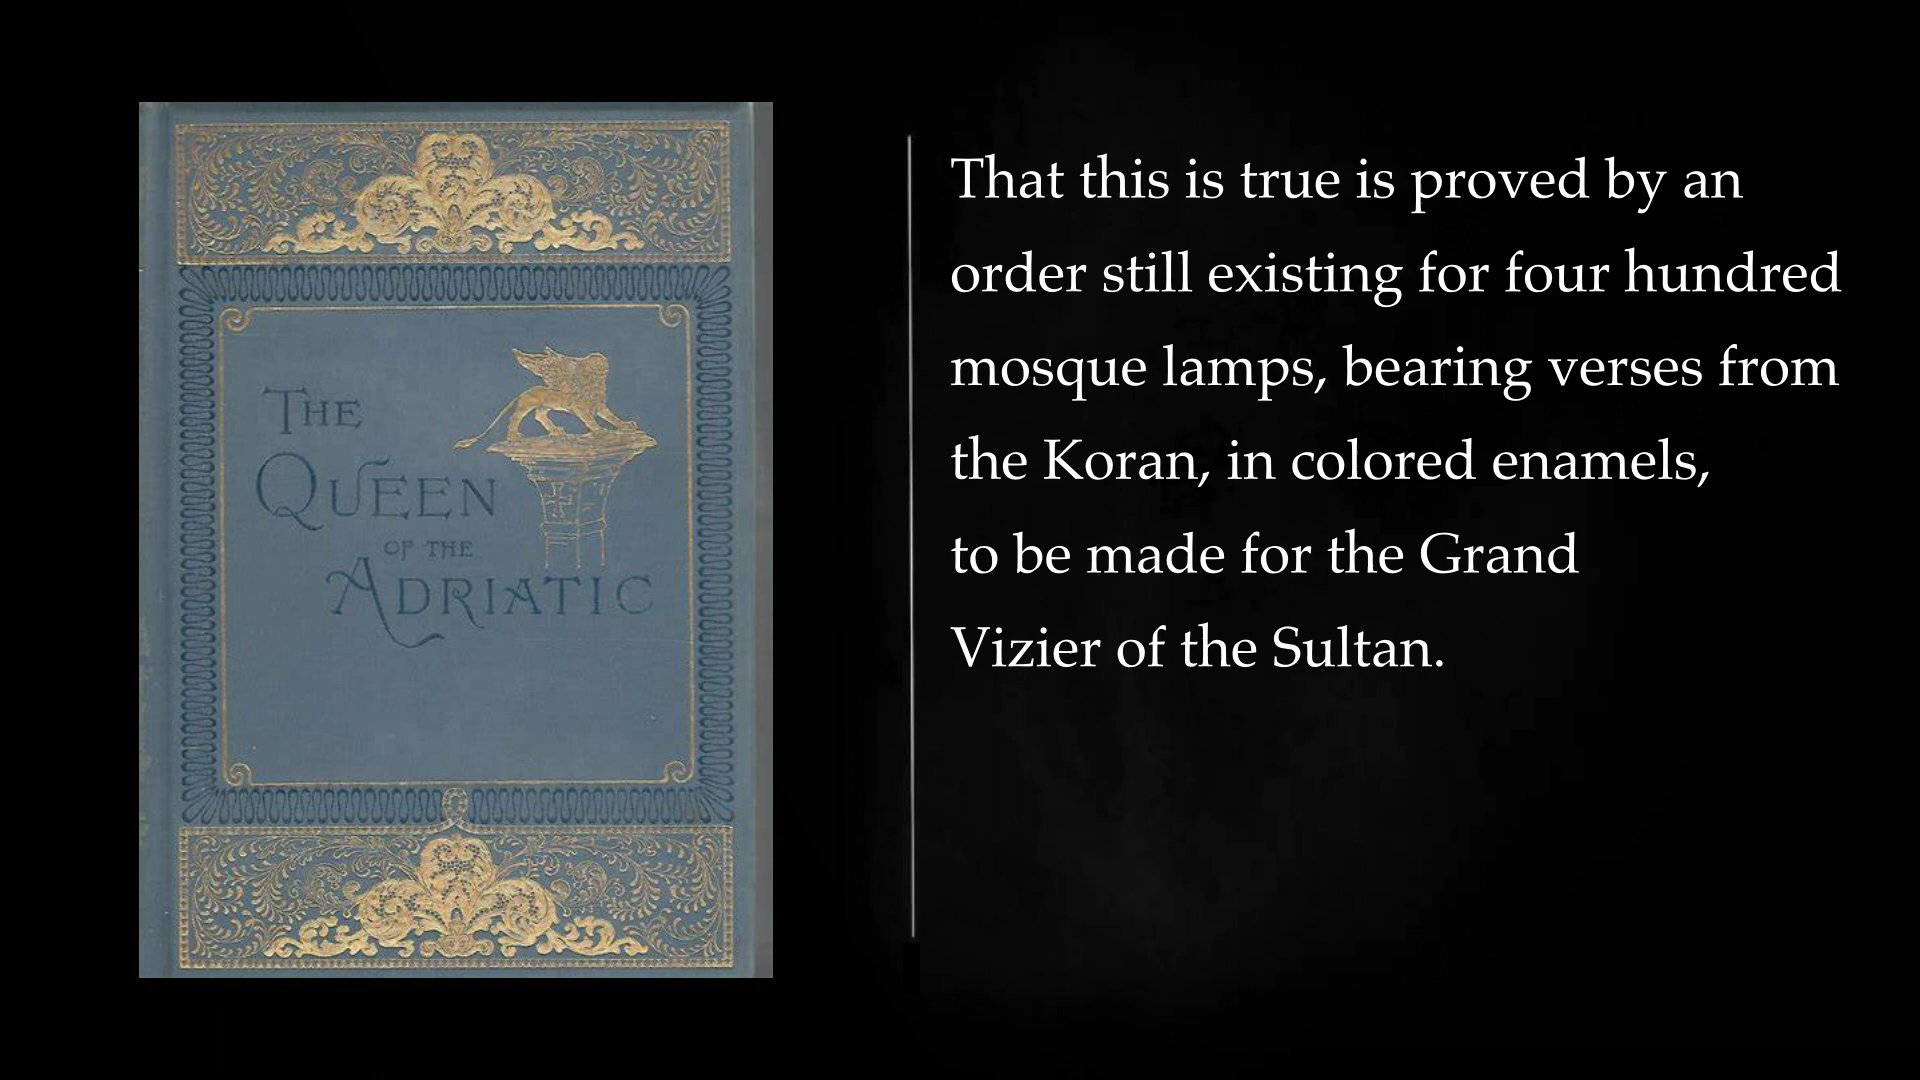 THE
QUEEN
OF THE
ADRIATIC
That this is true is proved by an
order still existing for four hundred
mosque lamps, bearing verses from
the Koran, in colored enamels,
to be made for the Grand
Vizier of the Sultan.